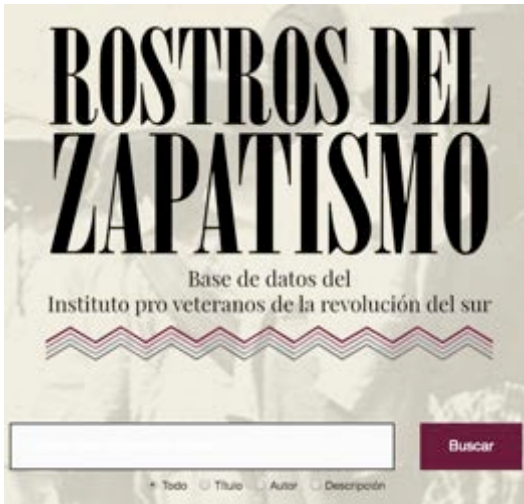 ROSTROS DEL
ZAPATISMO
Base de datos del
Instituto pro veteranos de la revolución del sur
Buscar
Todo Título Autor Descripción